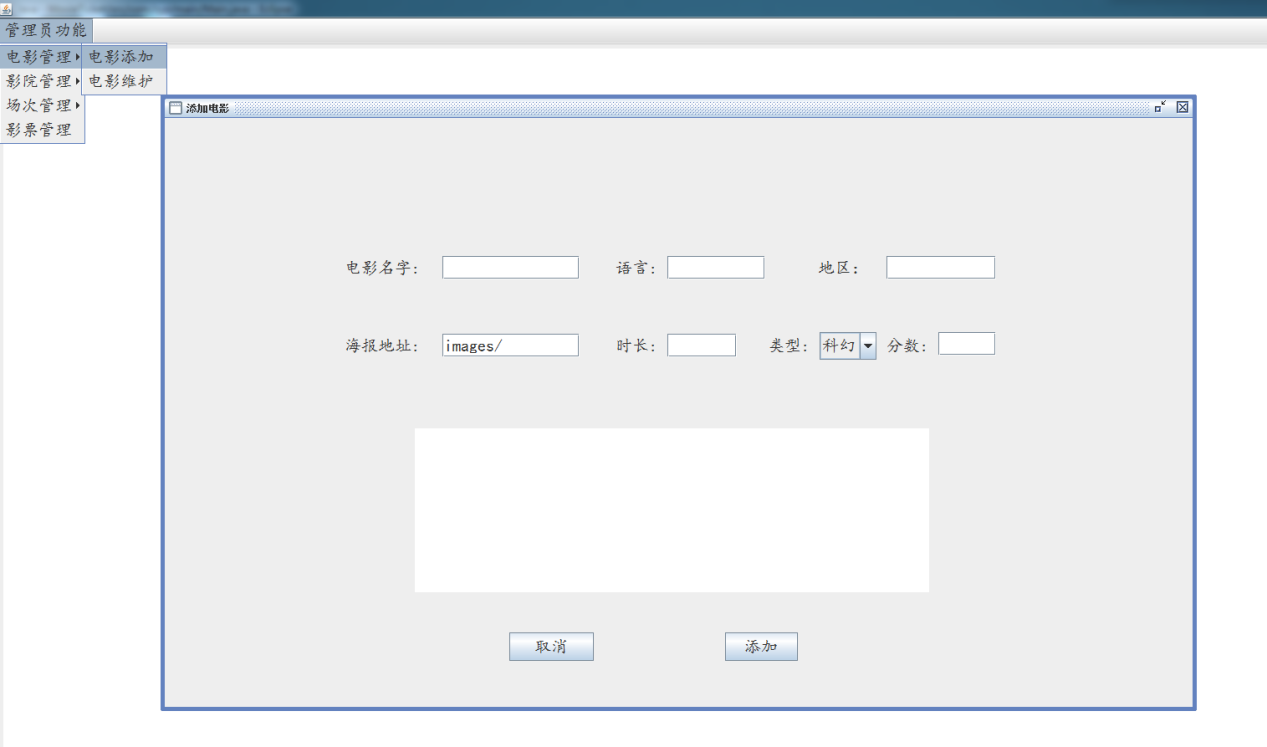 管理员功能
电影管理 电影添加
影院管理 电影维护
场次管理
影票管理
添加电影
电影名字: 语言: 地区:
海报地址: images/ 时长: 类型: 科幻 分数:
取消 添加